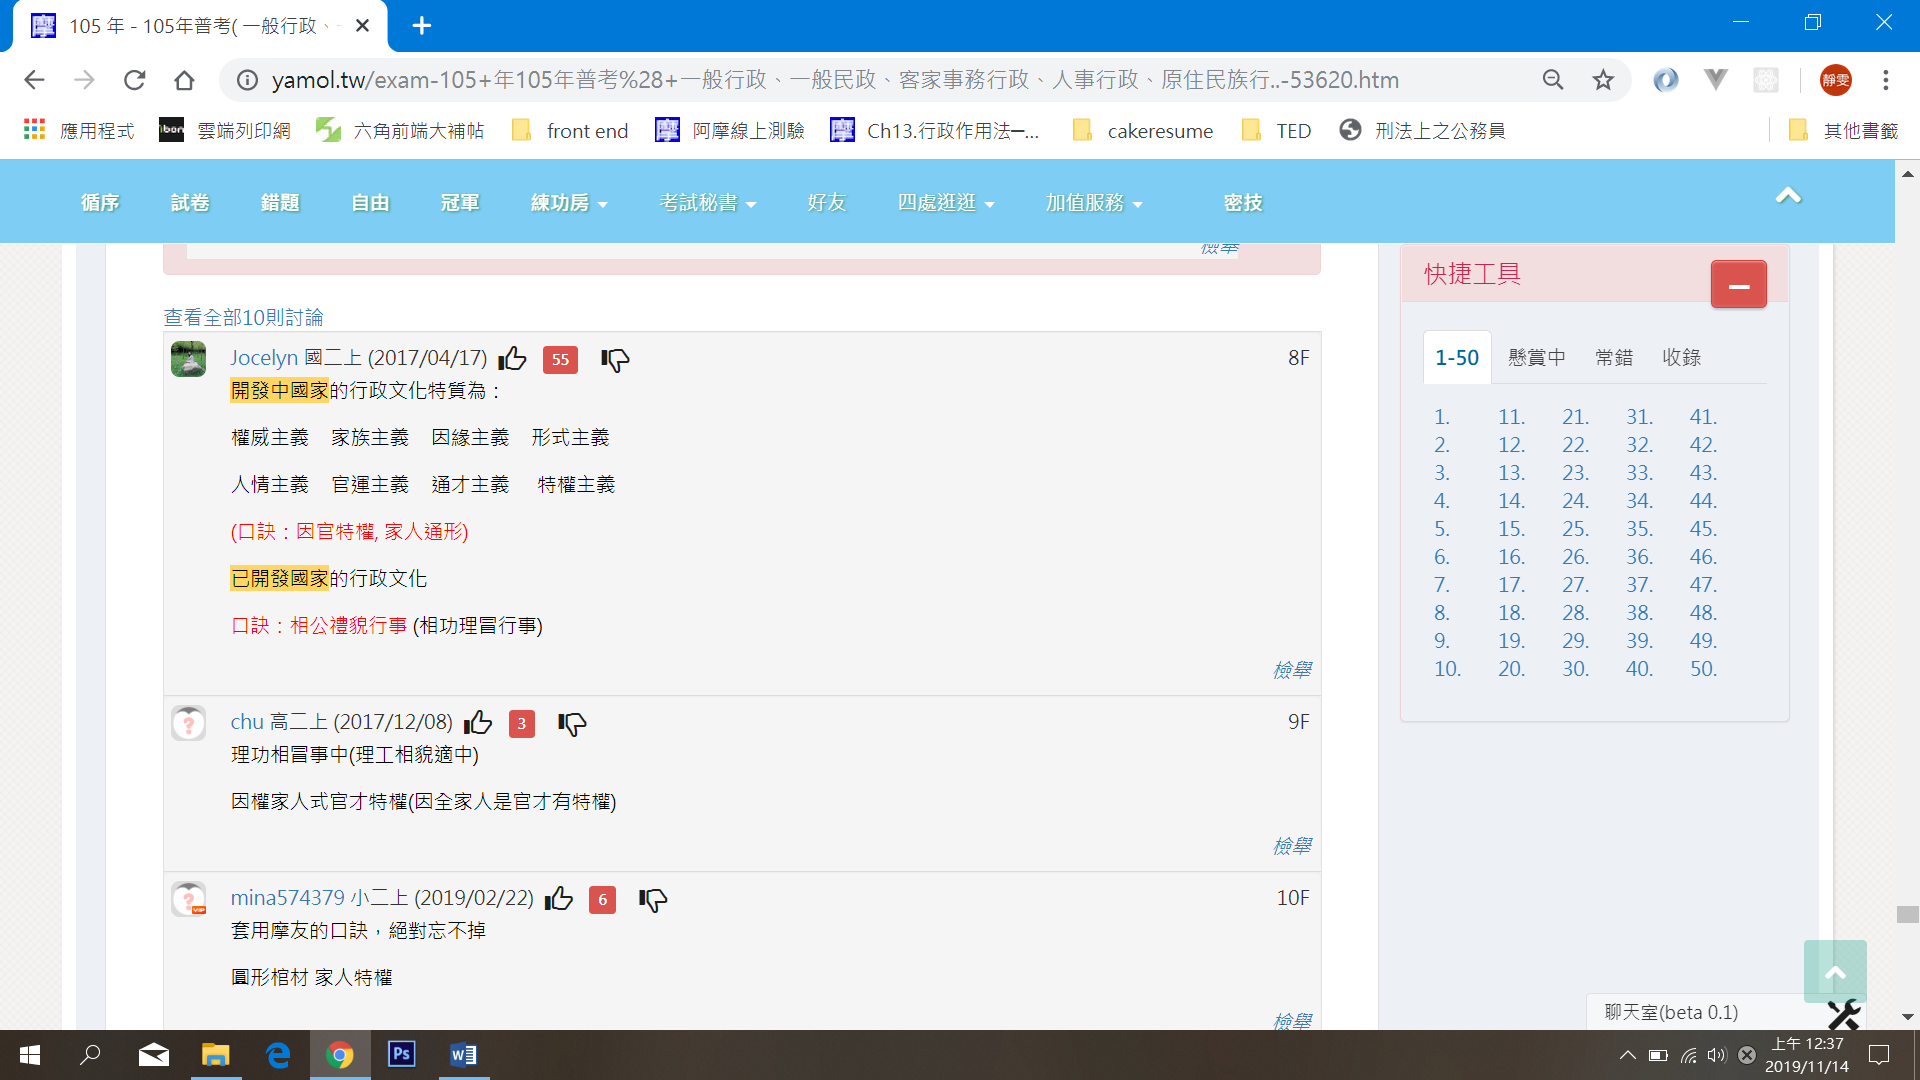 105 年 - 105年普考( 一般行政、
yamol.tw/exam-105+年105年普考%28+一般行政、一般民政、客家事務行政、人事行政、原住民族行..-53620.htm
靜雯
應用程式 ibon 雲端列印網 六角前端大補帖 front end 阿摩線上測驗 Ch13.行政作用法一... cakeresume TED 刑法上之公務員 其他書籤
循序 試卷 錯題 自由 冠軍 練功房 考試秘書 好友 四處逛逛 加值服務 密技
檢舉
查看全部10則討論
Jocelyn 國二上 (2017/04/17) 55 8F
開發中國家的行政文化特質為：
權威主義 家族主義 因緣主義 形式主義
人情主義 官運主義 通才主義 特權主義
(口訣：因官特權, 家人通形)
已開發國家的行政文化
口訣：相公禮貌行事 (相功理冒行事)
檢舉
chu 高二上 (2017/12/08) 3 9F
理功相冒事中(理工相貌適中)
因權家人式官才特權(因全家人是官才有特權)
檢舉
mina574379 小二上 (2019/02/22) 6 10F
套用摩友的口訣，絕對忘不掉
圓形棺材 家人特權
檢舉
快捷工具
1-50 懸賞中 常錯 收錄
1. 11. 21. 31. 41.
2. 12. 22. 32. 42.
3. 13. 23. 33. 43.
4. 14. 24. 34. 44.
5. 15. 25. 35. 45.
6. 16. 26. 36. 46.
7. 17. 27. 37. 47.
8. 18. 28. 38. 48.
9. 19. 29. 39. 49.
10. 20. 30. 40. 50.
聊天室(beta 0.1)
上午 12:37
2019/11/14